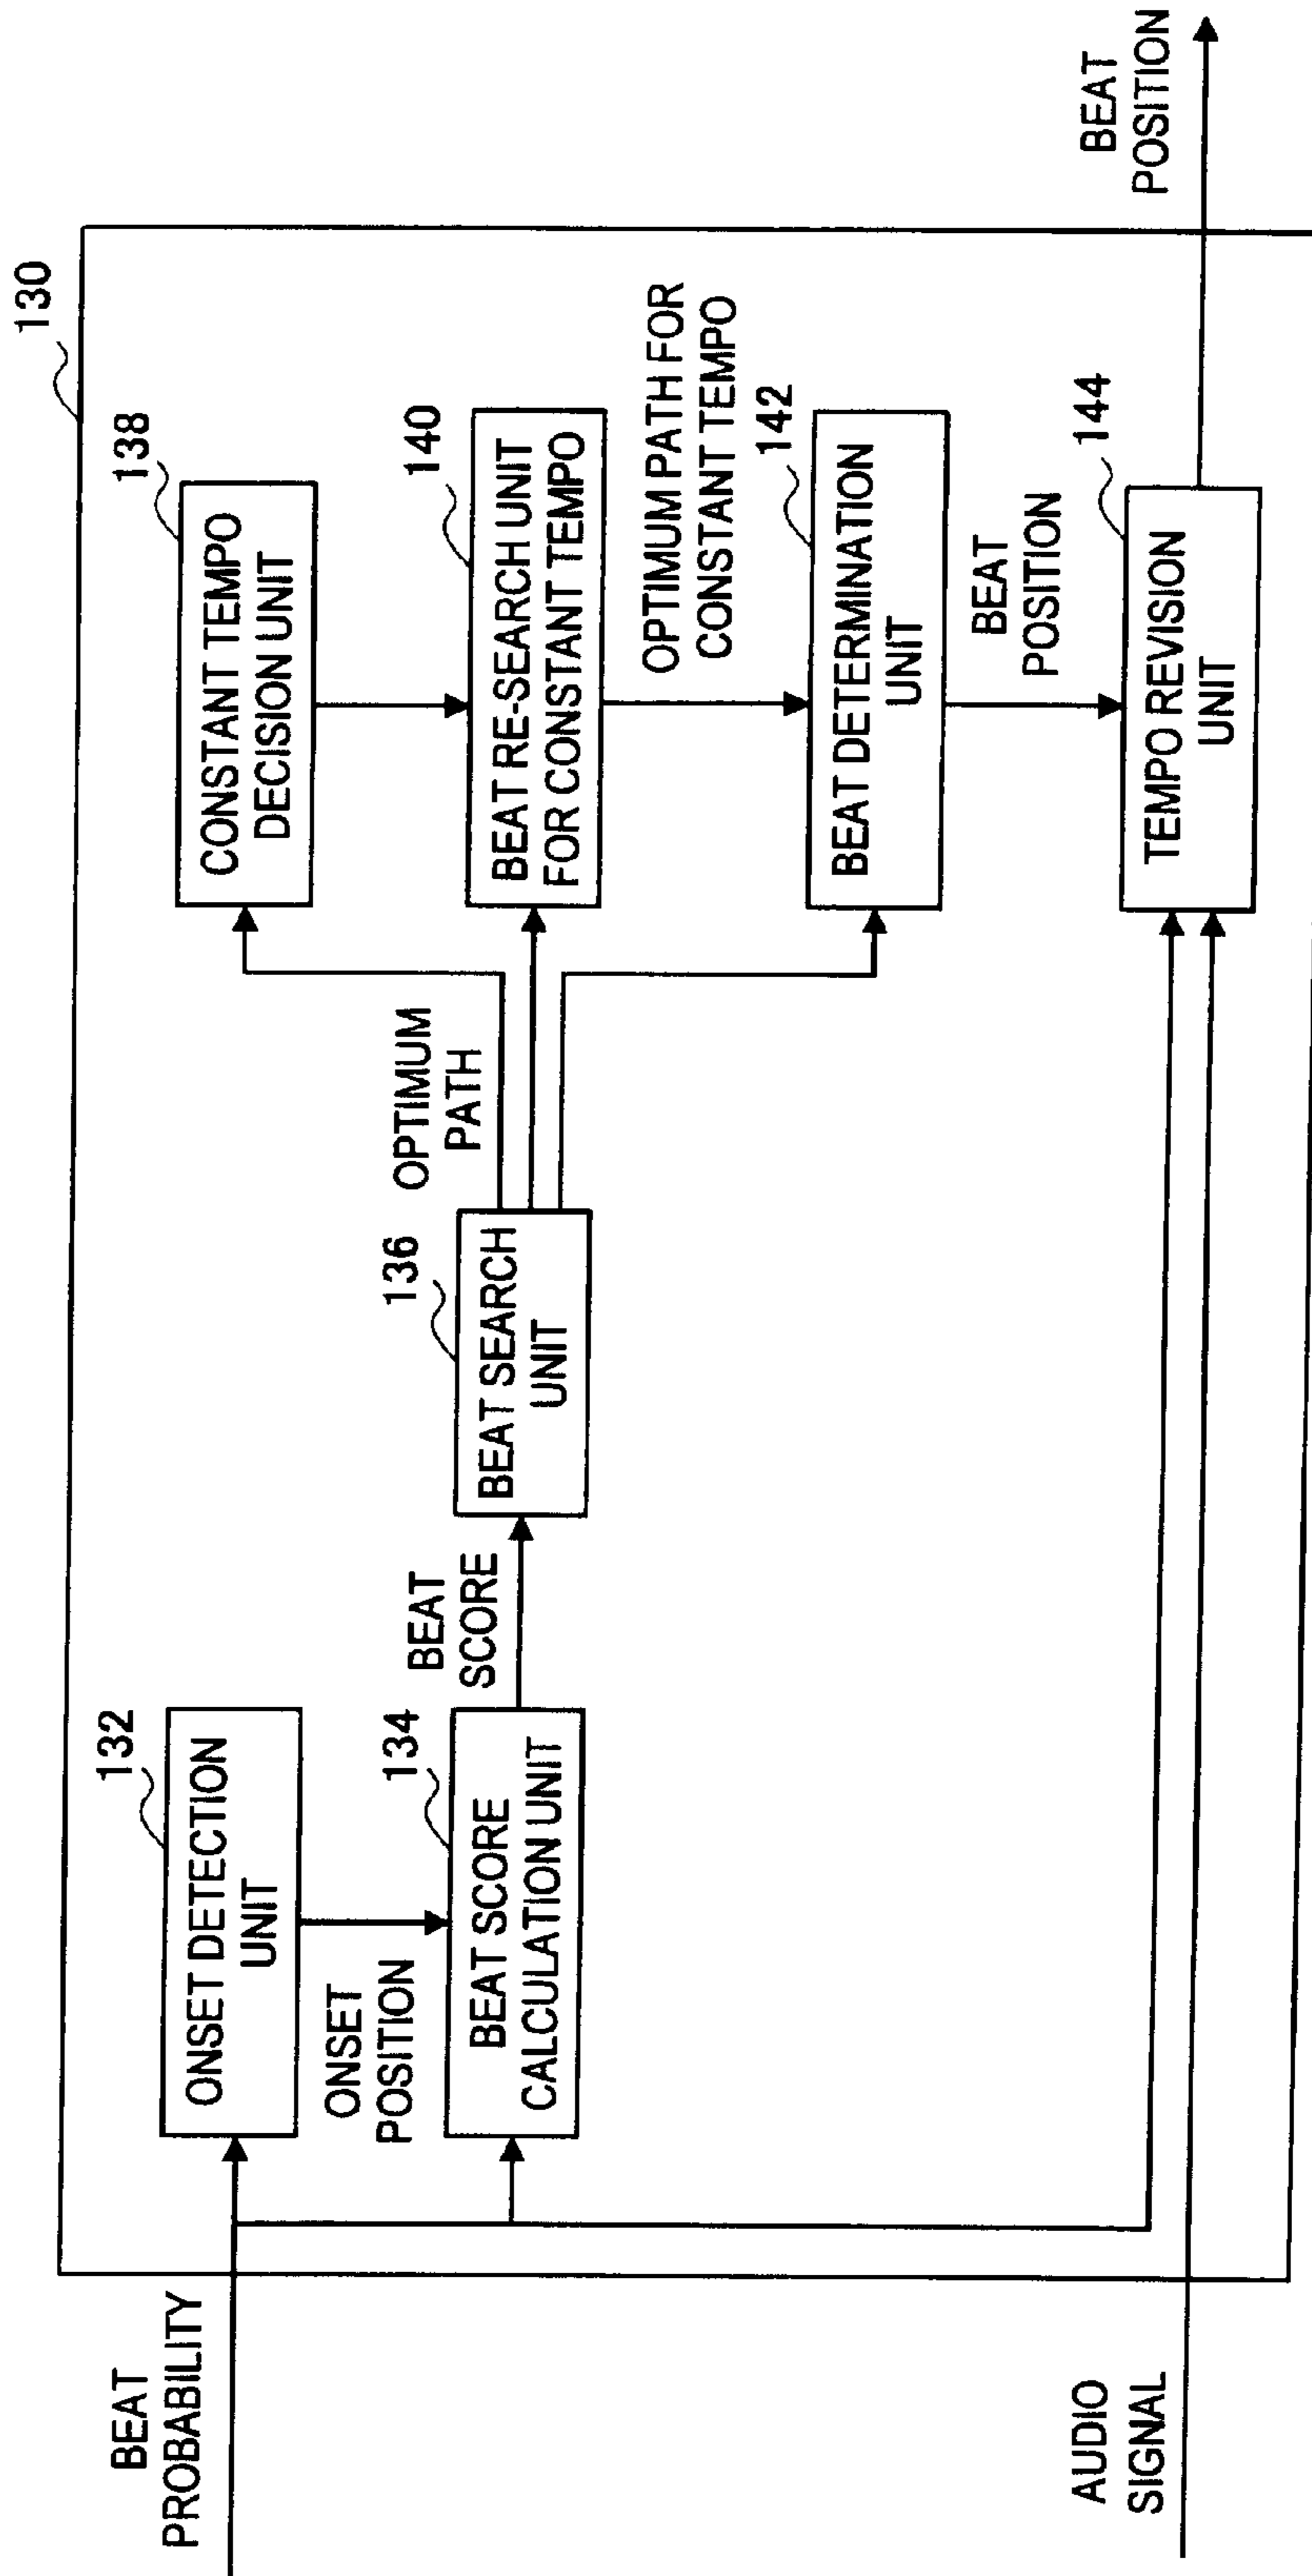 130
BEAT
PROBABILITY
132
ONSET DETECTION
UNIT
ONSET
POSITION
134
BEAT SCORE
CALCULATION UNIT
BEAT
SCORE
136
BEAT SEARCH
UNIT
OPTIMUM
PATH
138
CONSTANT TEMPO
DECISION UNIT
140
BEAT RE-SEARCH UNIT
FOR CONSTANT TEMPO
OPTIMUM PATH FOR
CONSTANT TEMPO
142
BEAT DETERMINATION
UNIT
BEAT
POSITION
144
TEMPO REVISION
UNIT
AUDIO
SIGNAL
BEAT
POSITION